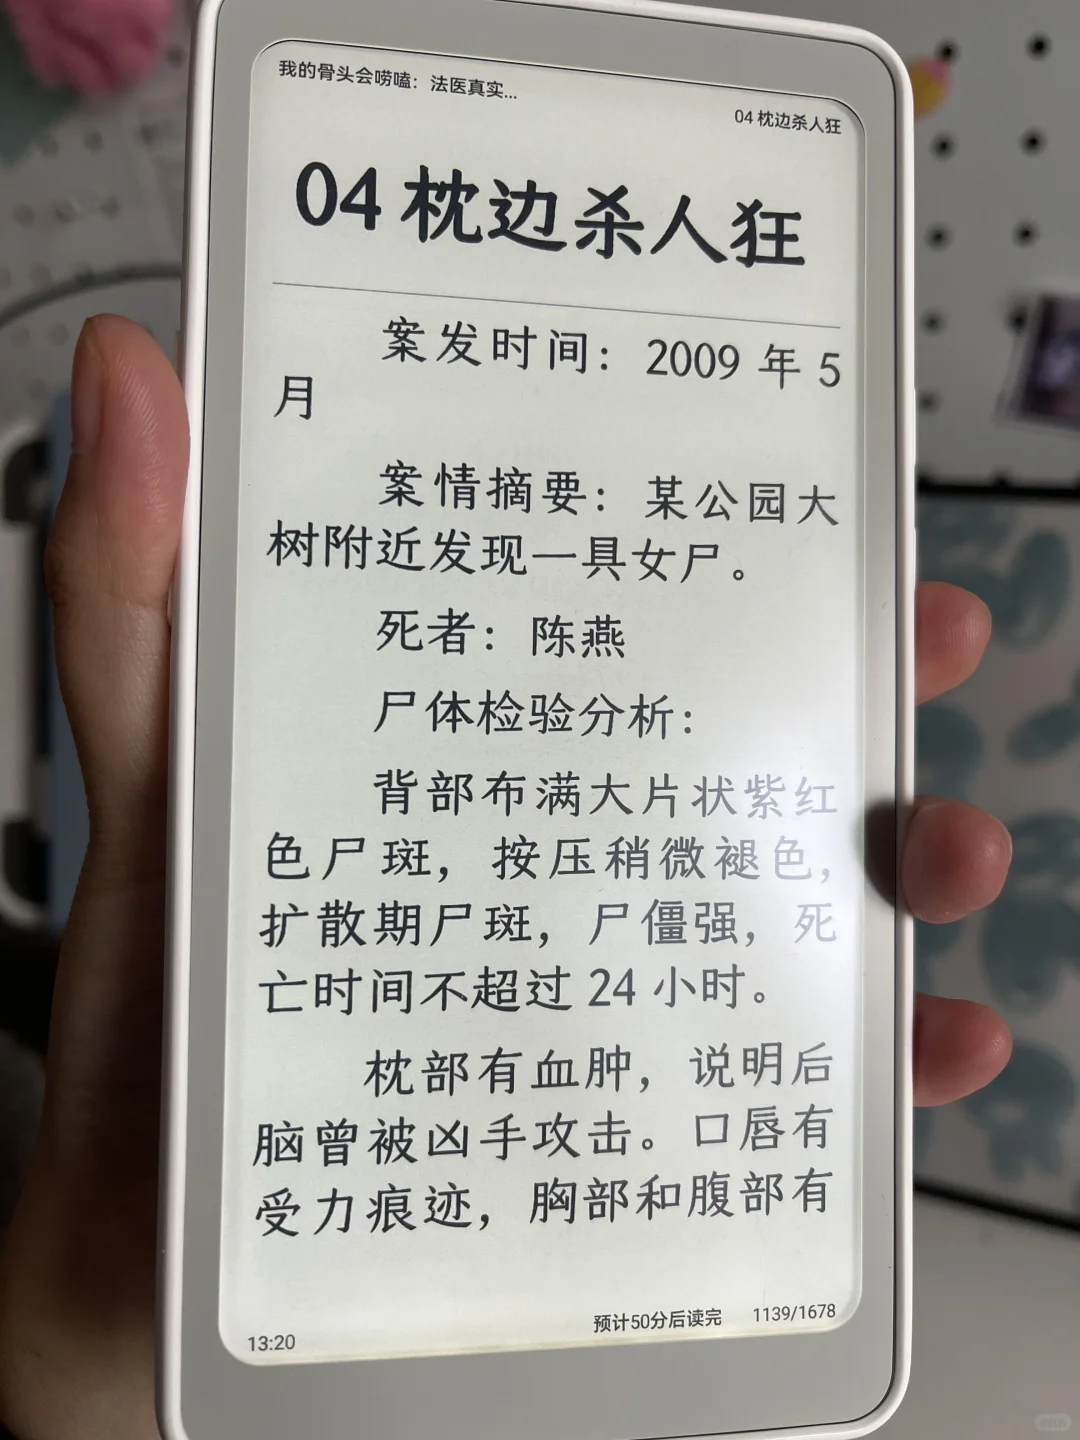 我的骨头会唠嗑：法医真实...
04 枕边杀人狂
04 枕边杀人狂
案发时间：2009 年 5
月
案情摘要：某公园大
树附近发现一具女尸。
死者：陈燕
尸体检验分析：
背部布满大片状紫红
色尸斑，按压稍微褪色，
扩散期尸斑，尸僵强，死
亡时间不超过 24 小时。
枕部有血肿，说明后
脑曾被凶手攻击。口唇有
受力痕迹，胸部和腹部有
13:20
预计50分后读完
1139/1678